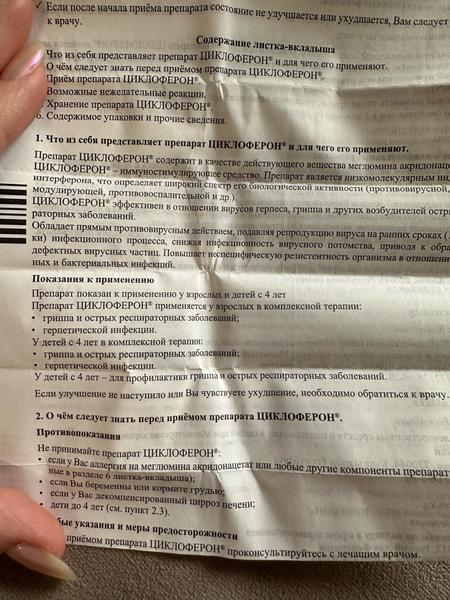 ✓ Если после начала приёма препарата состояние не улучшается или ухудшается, Вам следует
к врачу.
Содержание листка-вкладыша
Что из себя представляет препарат ЦИКЛОФЕРОН® и для чего его применяют.
О чём следует знать перед приёмом препарата ЦИКЛОФЕРОН®.
Приём препарата ЦИКЛОФЕРОН®.
Возможные нежелательные реакции.
Хранение препарата ЦИКЛОФЕРОН®.
6. Содержимое упаковки и прочие сведения.
1. Что из себя представляет препарат ЦИКЛОФЕРОН® и для чего его применяют.
Препарат ЦИКЛОФЕРОН® содержит в качестве действующего вещества меглюмина акридонаце
ЦИКЛОФЕРОН® – иммуностимулирующее средство. Препарат является низкомолекулярным ин
интерферона, что определяет широкий спектр его биологической активности (противовирусной,
модулирующей, противовоспалительной и др.).
ЦИКЛОФЕРОН® эффективен в отношении вирусов герпеса, гриппа и других возбудителей остр
раторных заболеваний.
Обладает прямым противовирусным действием, подавляя репродукцию вируса на ранних сроках (
ки) инфекционного процесса, снижая инфекционность вирусного потомства, приводя к обра
дефектных вирусных частиц. Повышает неспецифическую резистентность организма в отношени
ных и бактериальных инфекций.
Показания к применению
Препарат показан к применению у взрослых и детей с 4 лет
Препарат ЦИКЛОФЕРОН® применяется у взрослых в комплексной терапии:
• гриппа и острых респираторных заболеваний;
• герпетической инфекции.
У детей с 4 лет в комплексной терапии:
• гриппа и острых респираторных заболеваний;
• герпетической инфекции.
У детей с 4 лет – для профилактики гриппа и острых респираторных заболеваний.
Если улучшение не наступило или Вы чувствуете ухудшение, необходимо обратиться к врачу.
2. О чём следует знать перед приёмом препарата ЦИКЛОФЕРОН®.
Противопоказания
Не принимайте препарат ЦИКЛОФЕРОН®:
• если у Вас аллергия на меглюмина акридонацетат или любые другие компоненты препарат
ные в разделе 6 листка-вкладыша);
• если Вы беременны или кормите грудью;
• если у Вас декомпенсированный цирроз печени;
• дети до 4 лет (см. пункт 2.3).
бые указания и меры предосторожности
приёмом препарата ЦИКЛОФЕРОН® проконсультируйтесь с лечащим врачом.